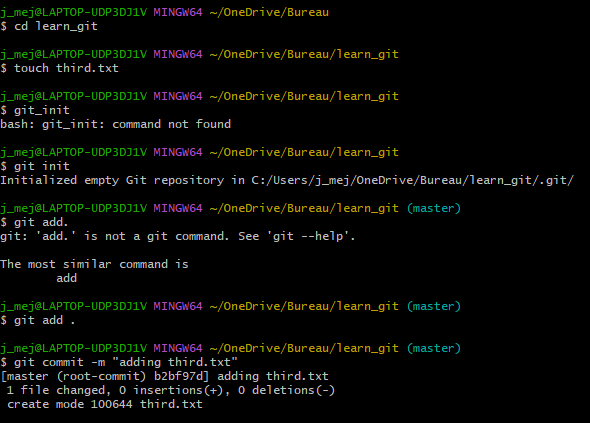 j_mej@LAPTOP-UDP3DJ1V MINGW64 ~/OneDrive/Bureau
$ cd learn_git
j_mej@LAPTOP-UDP3DJ1V MINGW64 ~/OneDrive/Bureau/learn_git
$ touch third.txt
j_mej@LAPTOP-UDP3DJ1V MINGW64 ~/OneDrive/Bureau/learn_git
$ git_init
bash: git_init: command not found
j_mej@LAPTOP-UDP3DJ1V MINGW64 ~/OneDrive/Bureau/learn_git
$ git init
Initialized empty Git repository in C:/Users/j_mej/OneDrive/Bureau/learn_git/.git/
j_mej@LAPTOP-UDP3DJ1V MINGW64 ~/OneDrive/Bureau/learn_git (master)
$ git add.
git: 'add.' is not a git command. See 'git --help'.
The most similar command is
add
j_mej@LAPTOP-UDP3DJ1V MINGW64 ~/OneDrive/Bureau/learn_git (master)
$ git add .
j_mej@LAPTOP-UDP3DJ1V MINGW64 ~/OneDrive/Bureau/learn_git (master)
$ git commit -m "adding third.txt"
[master (root-commit) b2bf97d] adding third.txt
1 file changed, 0 insertions(+), 0 deletions(-)
create mode 100644 third.txt